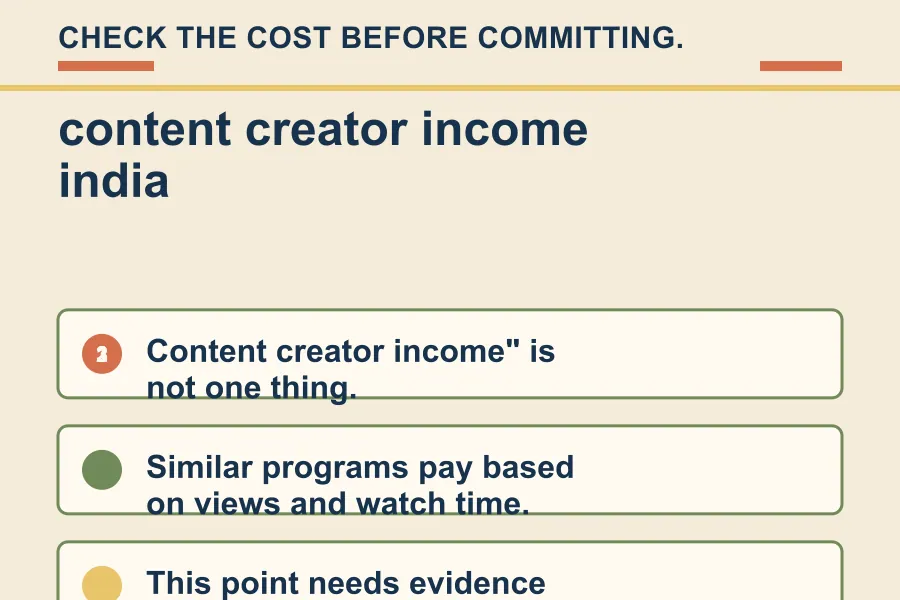 CHECK THE COST BEFORE COMMITTING.
content creator income
india
Content creator income" is
not one thing.
Similar programs pay based
on views and watch time.
This point needs evidence